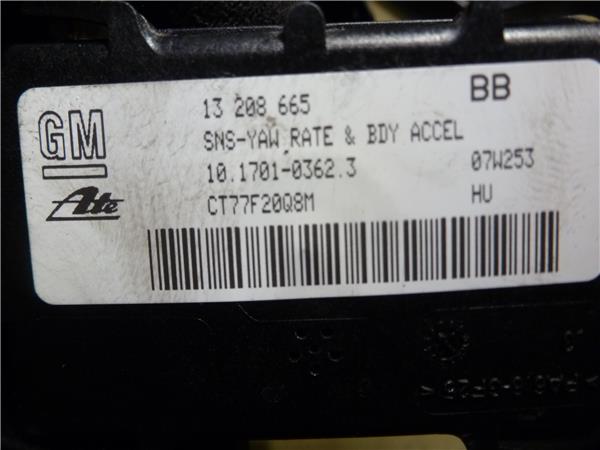 GM
13 208 665
BB
SNS-YAW RATE & BDY ACCEL
10.1701-0362.3
07W253
Ate
CT77F20Q8M
HU